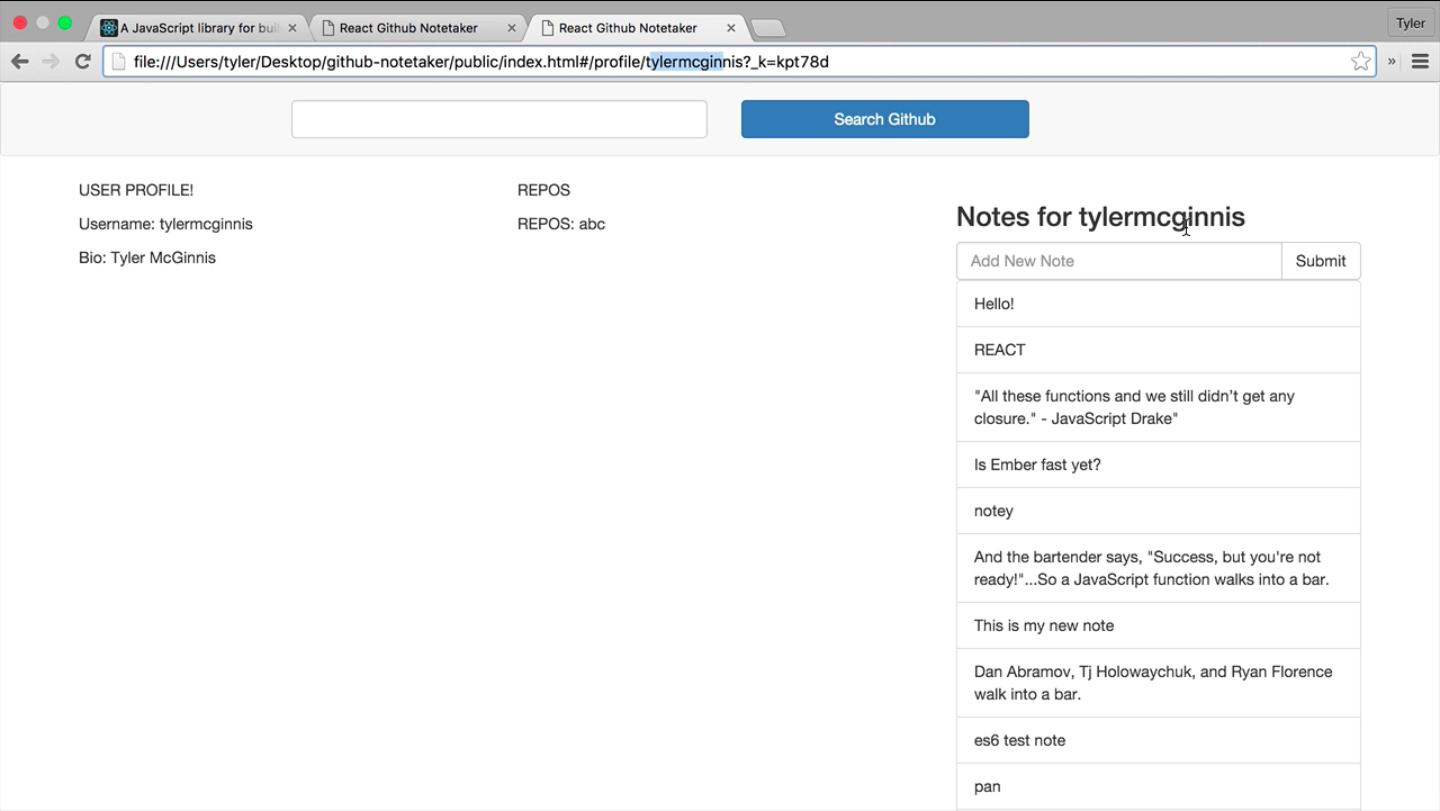 A JavaScript library for buil
React Github Notetaker
React Github Notetaker
Tyler
file:///Users/tyler/Desktop/github-notetaker/public/index.html#/profile/tylermcginnis?_k=kpt78d
»
Search Github
USER PROFILE!
Username: tylermcginnis
Bio: Tyler McGinnis
REPOS
REPOS: abc
Notes for tylermcginnis
Add New Note
Submit
Hello!
REACT
"All these functions and we still didn't get any
closure." - JavaScript Drake"
Is Ember fast yet?
notey
And the bartender says, "Success, but you're not
ready!"...So a JavaScript function walks into a bar.
This is my new note
Dan Abramov, Tj Holowaychuk, and Ryan Florence
walk into a bar.
es6 test note
pan